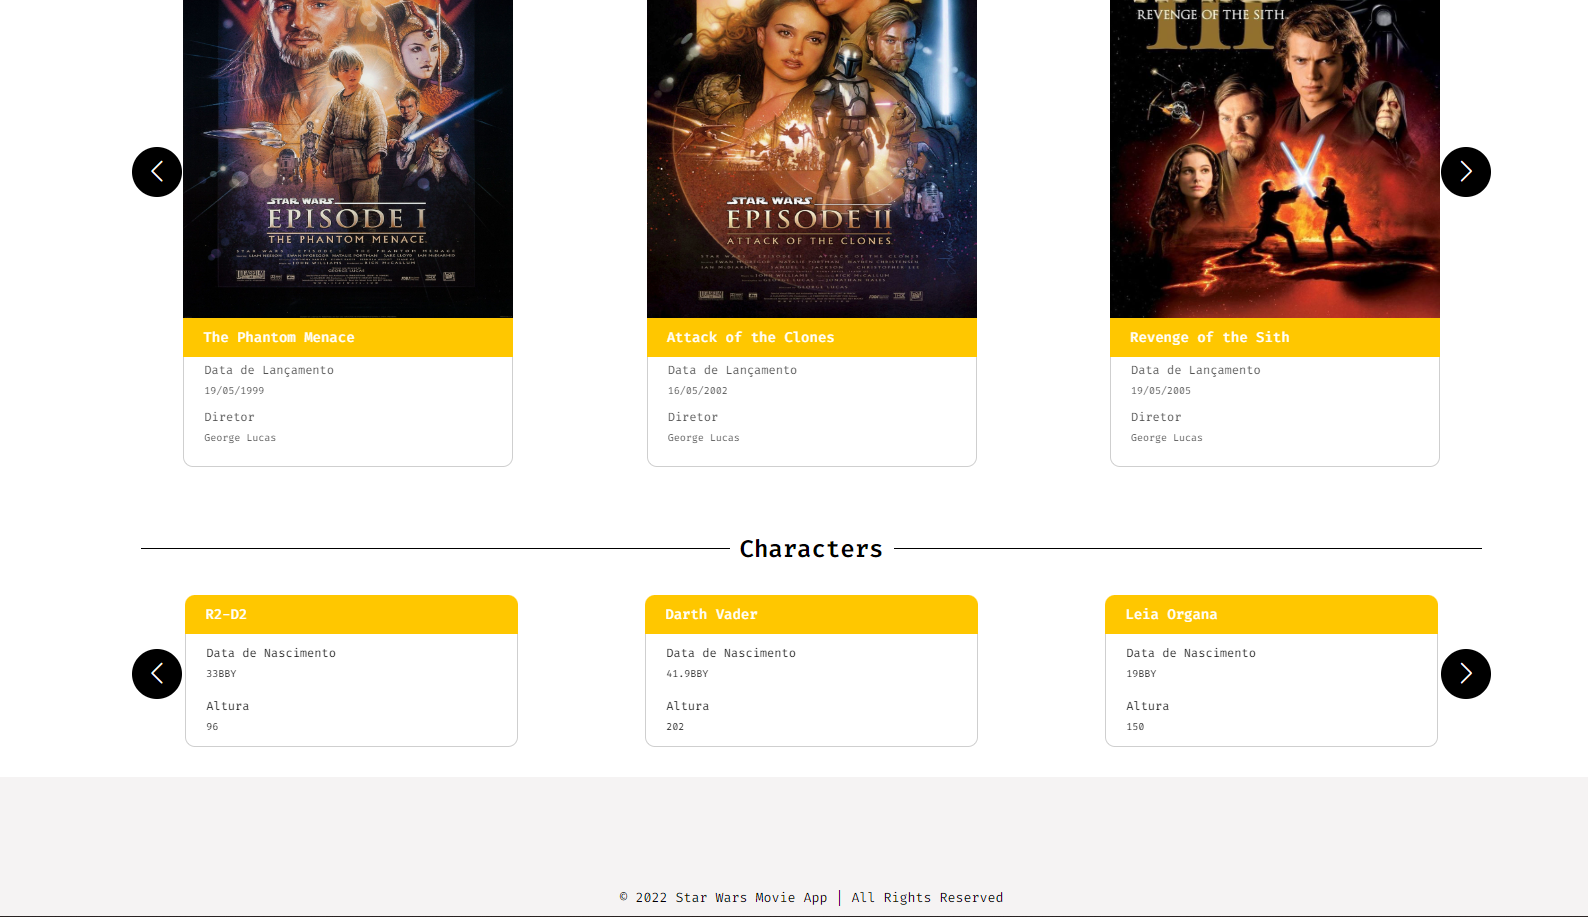 REVENGE OF THE SITH
III
STAR WARS
EPISODE I
THE PHANTOM MENACE
STAR WARS
EPISODE II
ATTACK OF THE CLONES
The Phantom Menace
Attack of the Clones
Revenge of the Sith
Data de Lançamento
19/05/1999
Diretor
George Lucas
Data de Lançamento
16/05/2002
Diretor
George Lucas
Data de Lançamento
19/05/2005
Diretor
George Lucas
Characters
R2-D2
Data de Nascimento
33BBY
Altura
96
Darth Vader
Data de Nascimento
41.9BBY
Altura
202
Leia Organa
Data de Nascimento
19BBY
Altura
150
© 2022 Star Wars Movie App | All Rights Reserved